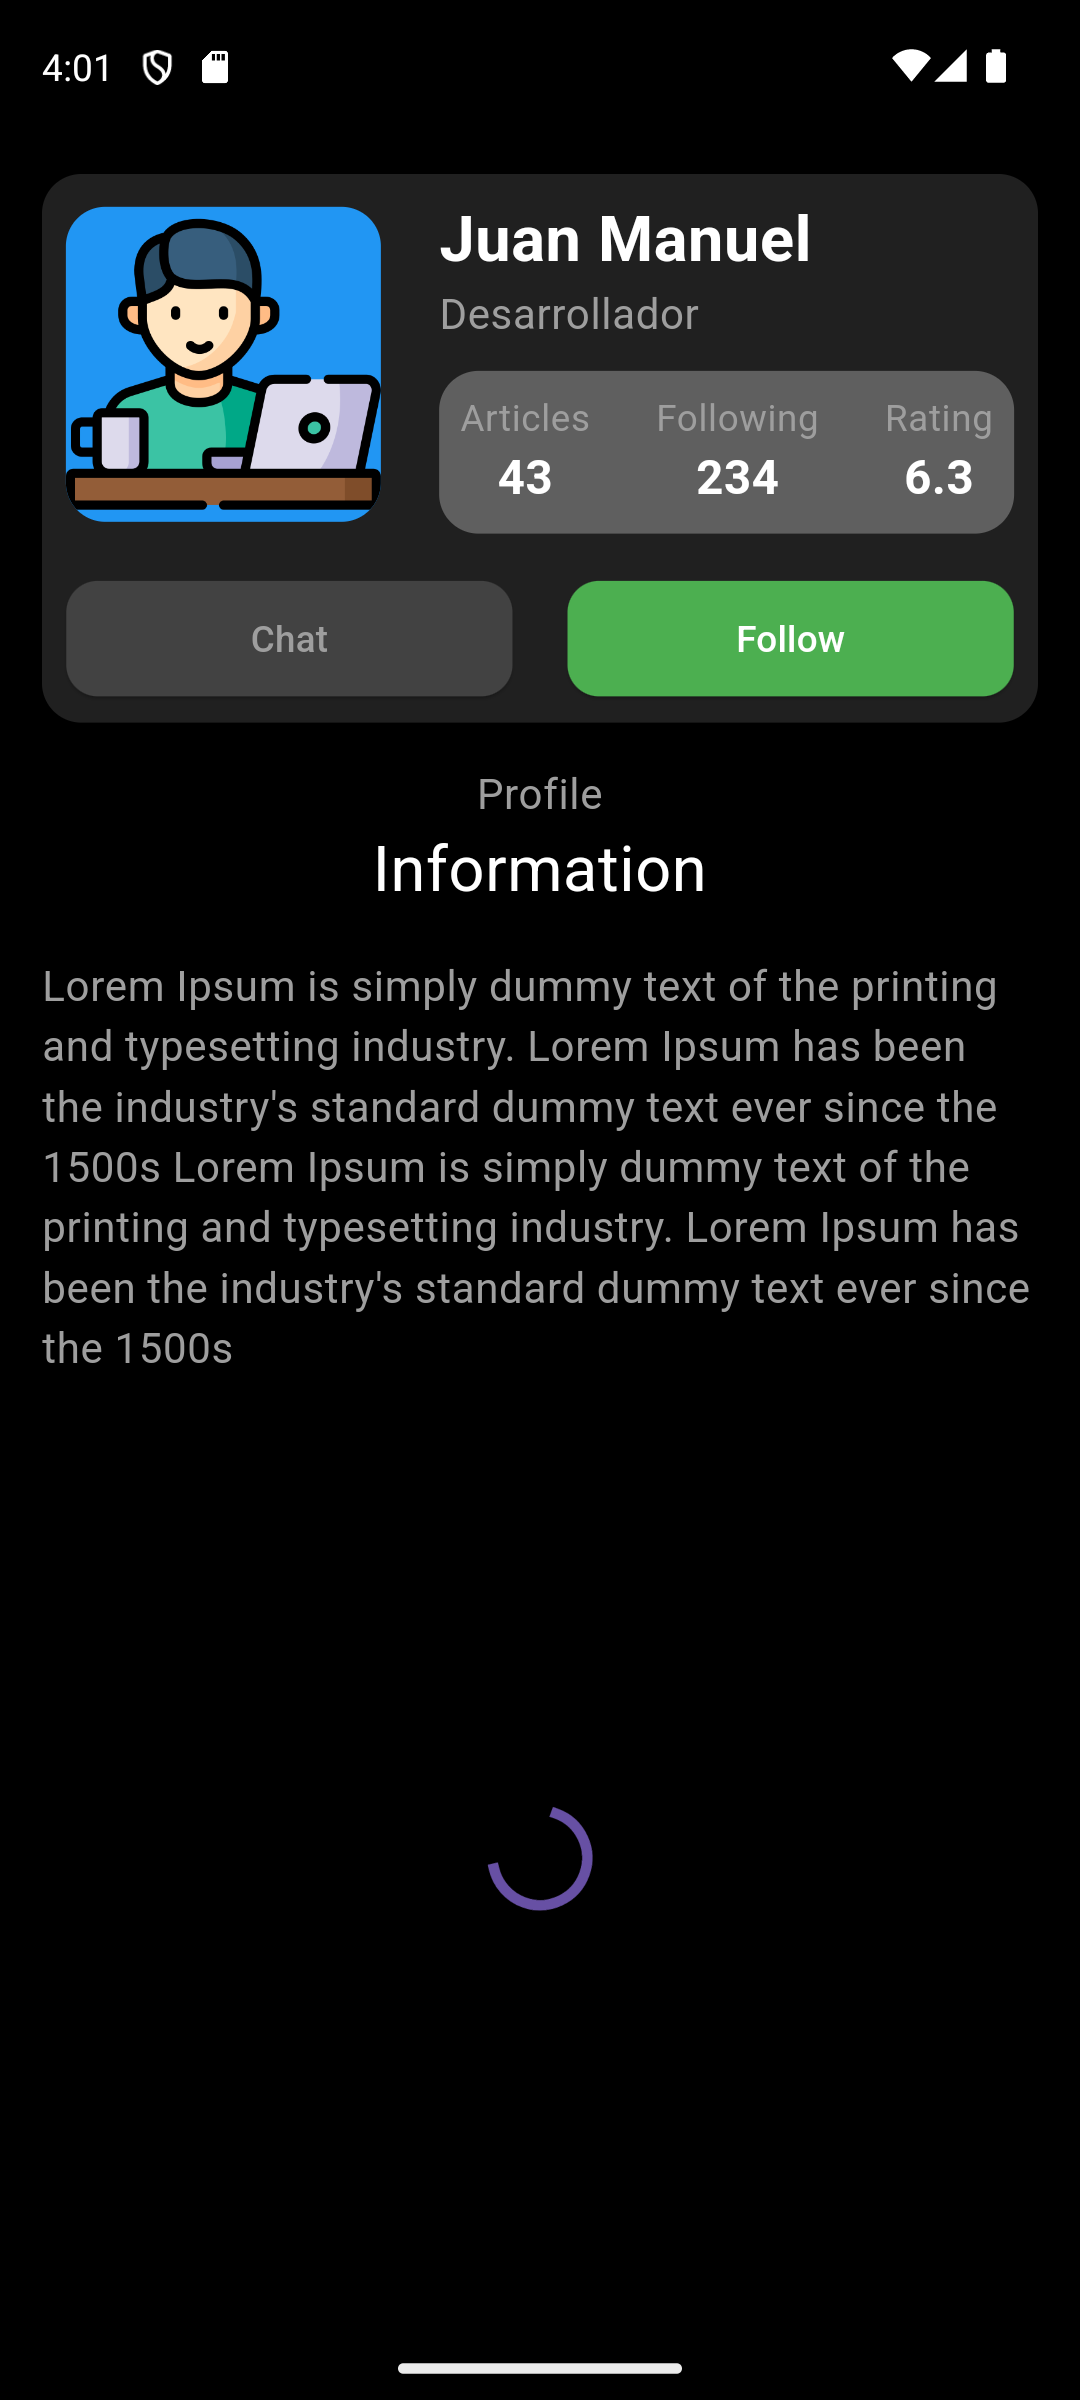 4:01
Juan Manuel
Desarrollador
Articles Following Rating
43 234 6.3
Chat Follow
Profile
Information
Lorem Ipsum is simply dummy text of the printing
and typesetting industry. Lorem Ipsum has been
the industry's standard dummy text ever since the
1500s Lorem Ipsum is simply dummy text of the
printing and typesetting industry. Lorem Ipsum has
been the industry's standard dummy text ever since
the 1500s